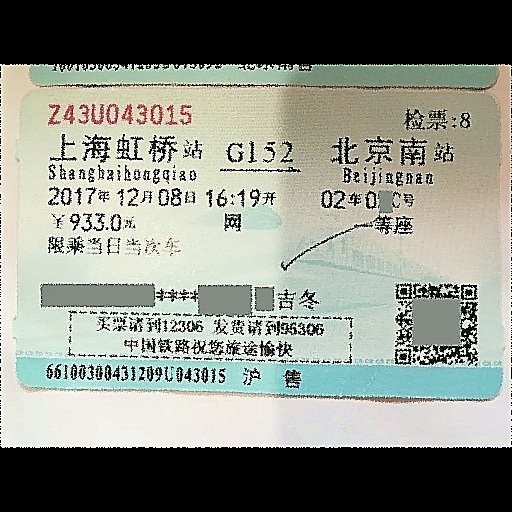 Z43U043015 检票:8
上海虹桥站 G152 北京南站
Shanghaihongqiao Beijingnan
2017年12月08日 16:19开 02车0 C号
￥933.0元 网 一等座
限乘当日当次车
**** 吉冬
买票请到12306 发货请到95306
中国铁路祝您旅途愉快
66100300431209U043015 沪售